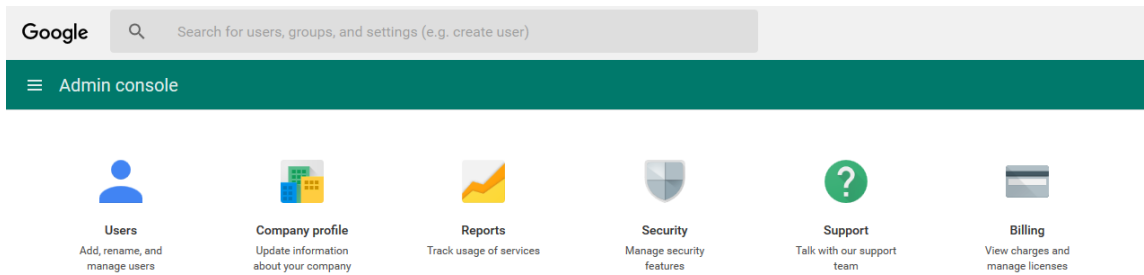 Google
Search for users, groups, and settings (e.g. create user)
Admin console
Users
Add, rename, and
manage users
Company profile
Update information
about your company
Reports
Track usage of services
Security
Manage security
features
Support
Talk with our support
team
Billing
View charges and
manage licenses